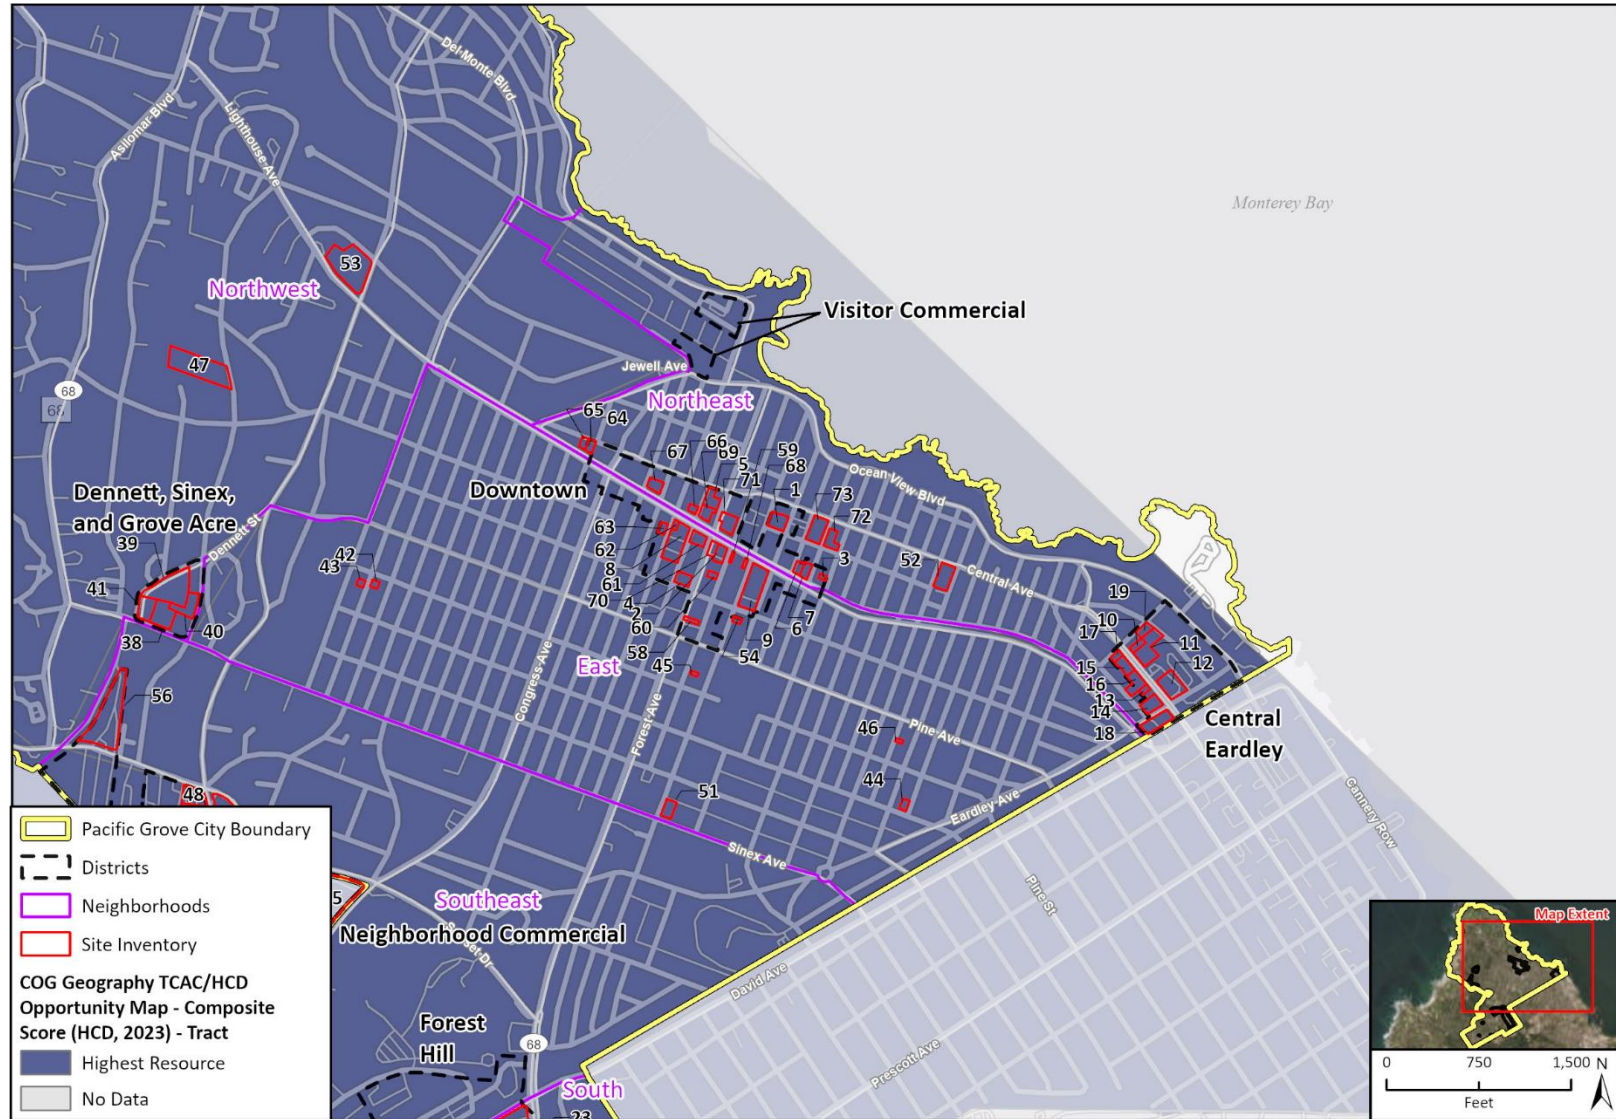 Del Monte Blvd
Asilomar Blvd
Lighthouse Ave
Monterey Bay
53
Northwest
Visitor Commercial
47
Jewell Ave
68
68
Northeast
65
64
66
59
67
69
5
68
71
1
73
72
Ocean View Blvd
Downtown
Dennett, Sinex,
and Grove Acre
Dennett St
39
63
62
8
61
70
4
2
60
58
45
54
9
6
7
3
52
Central Ave
42
43
41
40
38
19
10
17
11
12
15
16
13
14
18
Central
Eardley
56
East
Congress Ave
Forest Ave
Pine Ave
46
44
Eardley Ave
51
Sinex Ave
Cannery Row
Pine St
48
5
Southeast
Neighborhood Commercial
Sunset Dr
David Ave
Prescott Ave
Forest
Hill
68
South
23
Pacific Grove City Boundary
Districts
Neighborhoods
Site Inventory
COG Geography TCAC/HCD
Opportunity Map - Composite
Score (HCD, 2023) - Tract
Highest Resource
No Data
Map Extent
0 750 1,500
Feet
N